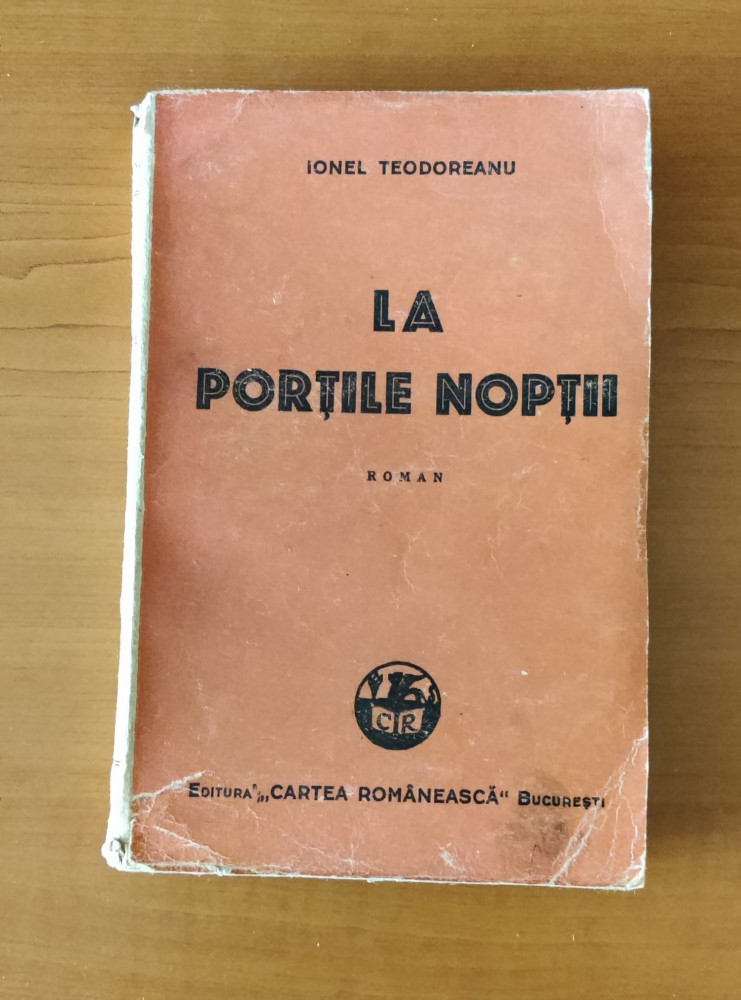 IONEL TEODOREANU
LA
PORȚILE NOPȚII
ROMAN
CR
EDITURA „CARTEA ROMÂNEASCĂ“ BUCUREȘTI